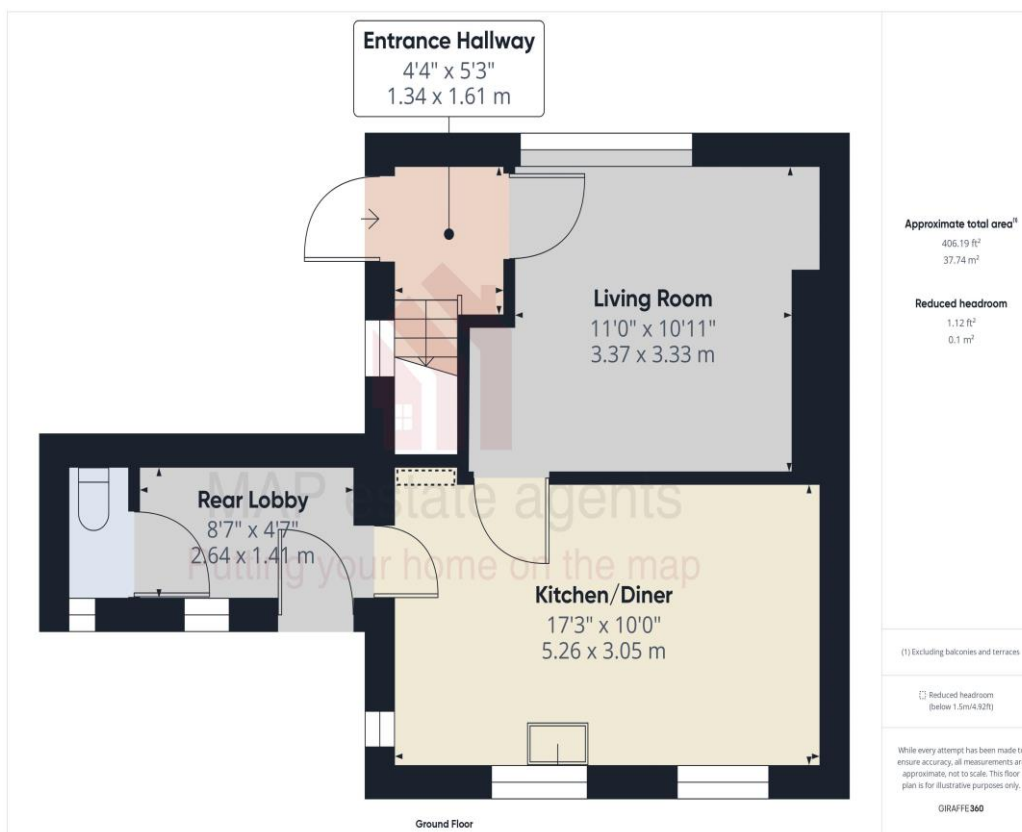 Entrance Hallway
4'4" x 5'3"
1.34 x 1.61 m
Living Room
11'0" x 10'11"
3.37 x 3.33 m
MAP estate agents
Putting your home on the map
Rear Lobby
8'7" x 4'7"
2.64 x 1.41 m
Kitchen/Diner
17'3" x 10'0"
5.26 x 3.05 m
Ground Floor
Approximate total area(1)
406.19 ft²
37.74 m²
Reduced headroom
1.12 ft²
0.1 m²
(1) Excluding balconies and terraces
Reduced headroom
(below 1.5m/4.92ft)
While every attempt has been made to
ensure accuracy, all measurements are
approximate, not to scale. This floor
plan is for illustrative purposes only.
GIRAFFE360